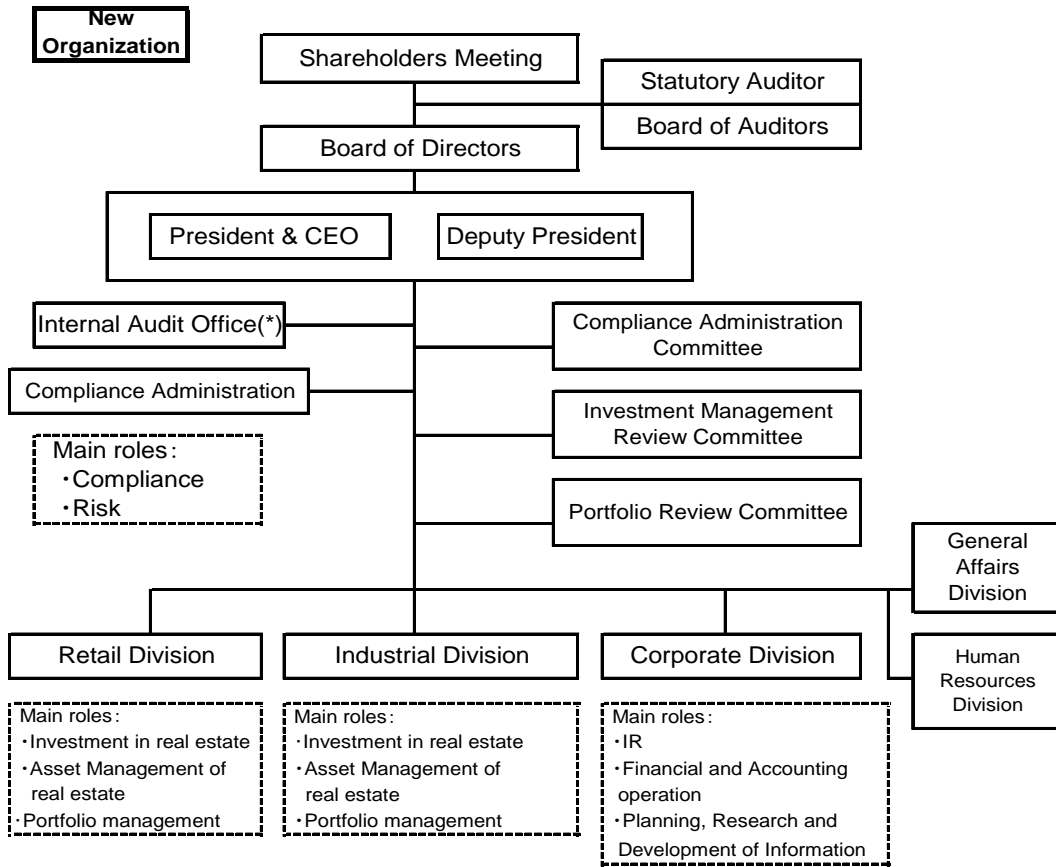 New
Organization
Shareholders Meeting
Statutory Auditor
Board of Auditors
Board of Directors
President & CEO
Deputy President
Internal Audit Office(*)
Compliance Administration
Committee
Compliance Administration
Investment Management
Review Committee
Main roles：
・Compliance
・Risk
Portfolio Review Committee
General
Affairs
Division
Retail Division
Industrial Division
Corporate Division
Human
Resources
Division
Main roles：
・Investment in real estate
・Asset Management of
real estate
・Portfolio management
Main roles：
・Investment in real estate
・Asset Management of
real estate
・Portfolio management
Main roles：
・IR
・Financial and Accounting
operation
・Planning, Research and
Development of Information